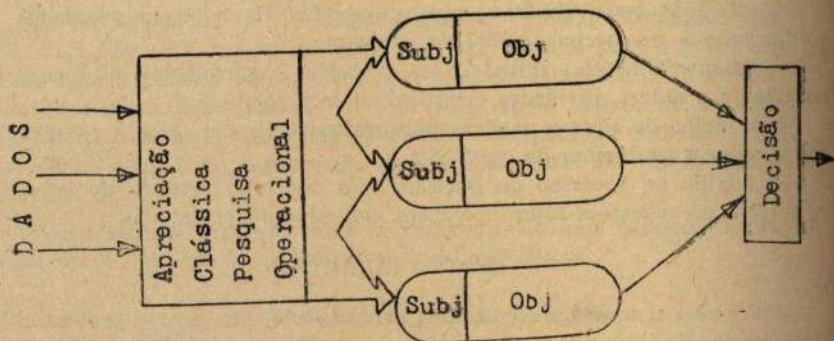 D A D O S
Apreciação
Clássica
Pesquisa
Operacional
Subj Obj
Subj Obj
Subj Obj
Decisão